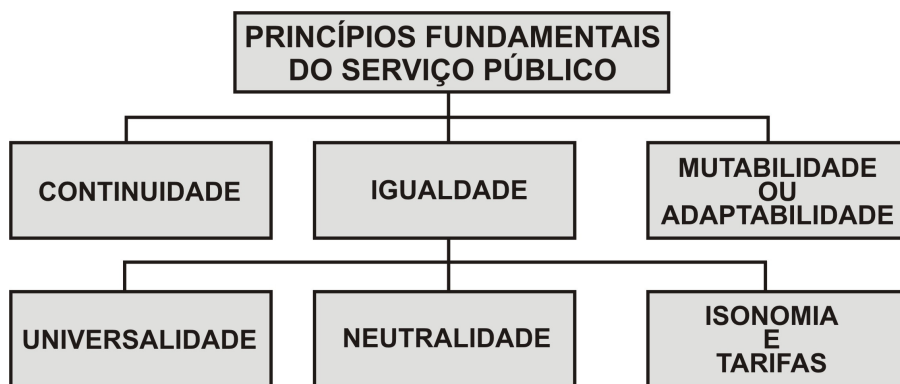 PRINCÍPIOS FUNDAMENTAIS
DO SERVIÇO PÚBLICO
CONTINUIDADE
IGUALDADE
MUTABILIDADE
OU
ADAPTABILIDADE
UNIVERSALIDADE
NEUTRALIDADE
ISONOMIA
E
TARIFAS